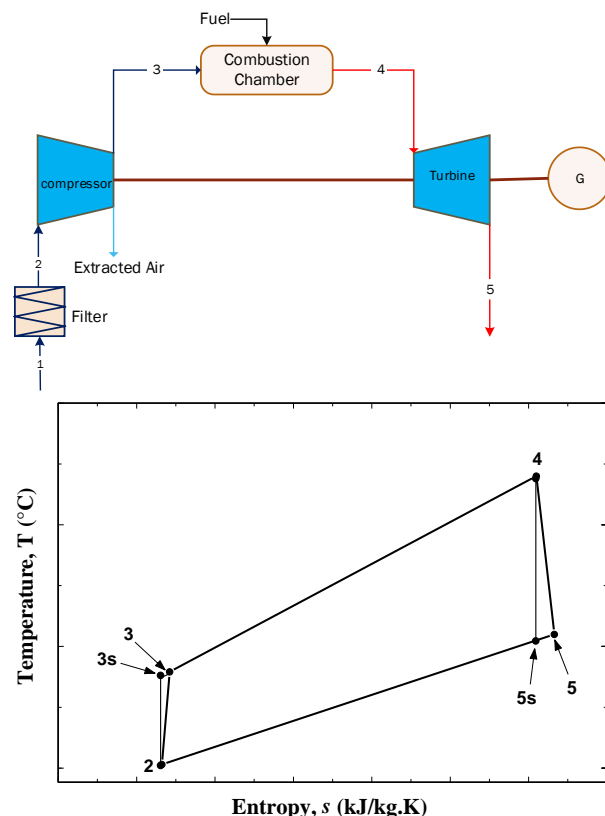 Fuel
Combustion
Chamber
3
4
compressor
Turbine
G
2
Extracted Air
5
Filter
1
4
3
3s
5s
5
2
Temperature, T (°C)
Entropy, s (kJ/kg.K)